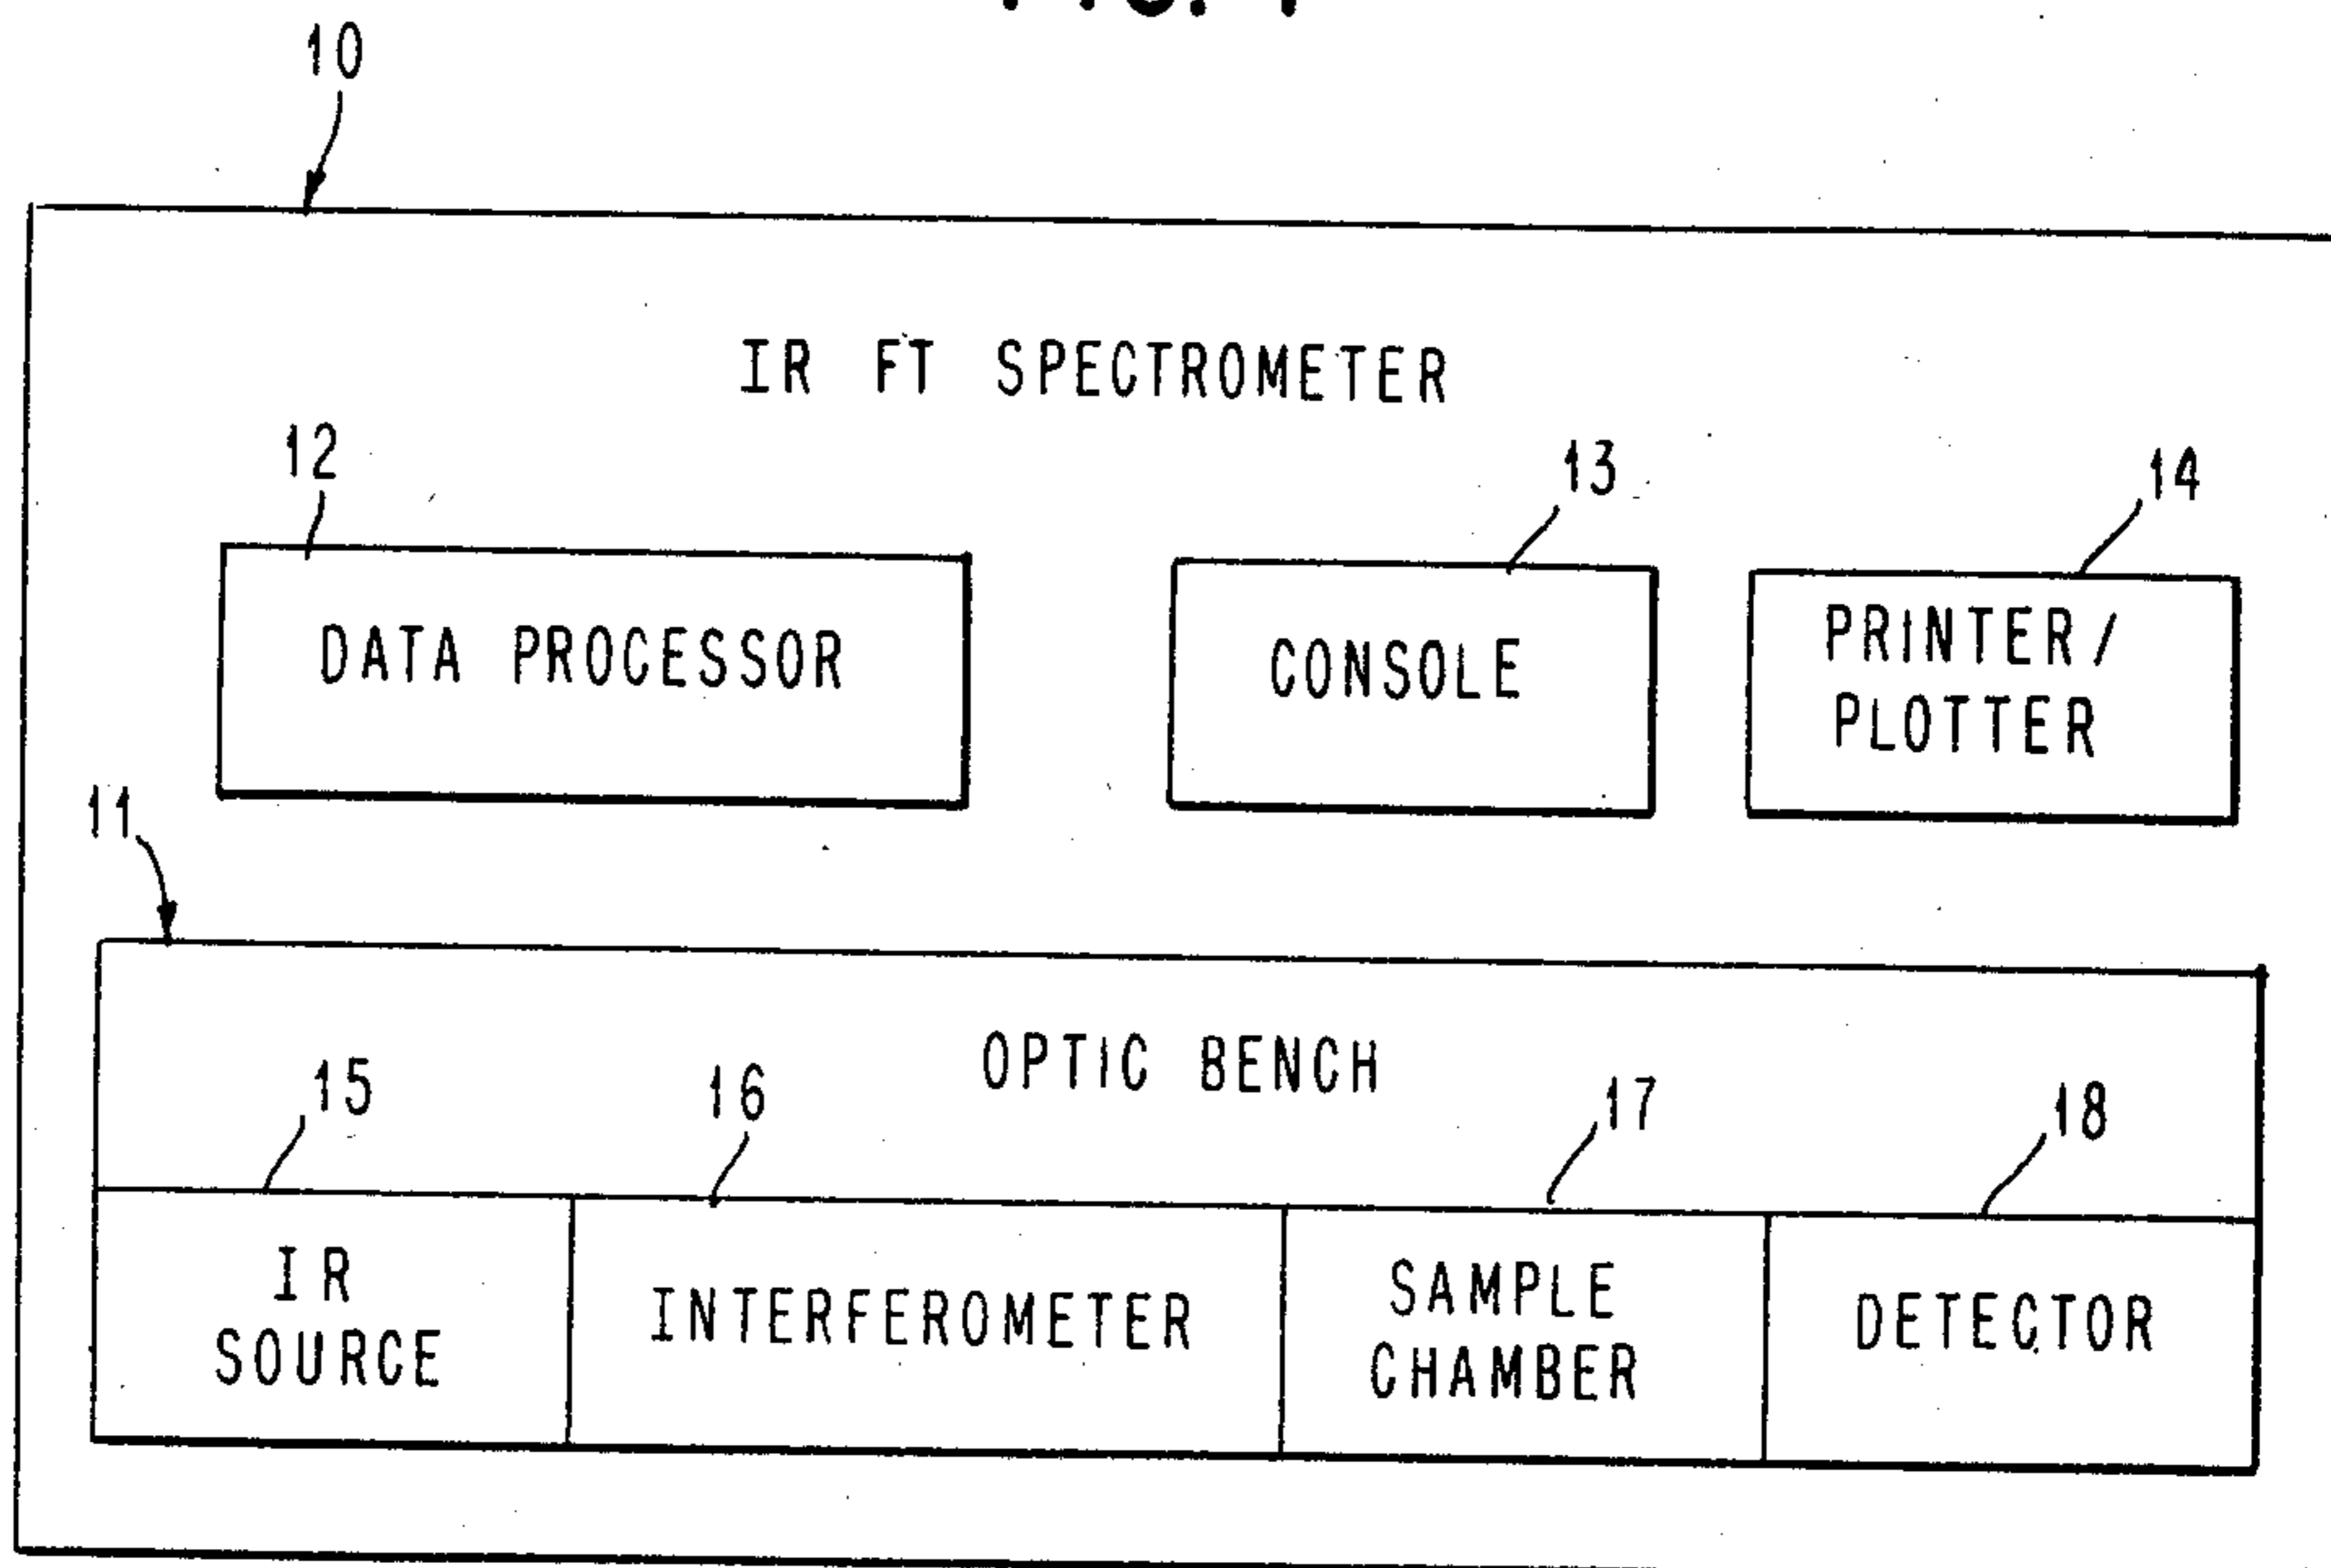 10
IR FT SPECTROMETER
12
13
14
DATA PROCESSOR
CONSOLE
PRINTER/
PLOTTER
11
OPTIC BENCH
15
16
17
18
IR
SOURCE
INTERFEROMETER
SAMPLE
CHAMBER
DETECTOR